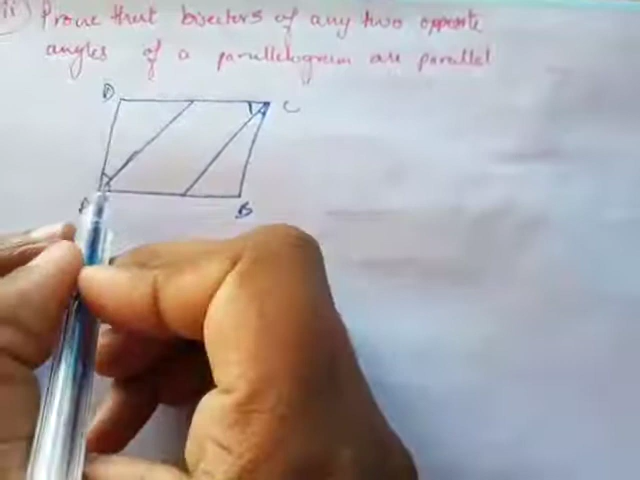 ii) Prove that bisectors of any two opposite
angles of a parallelogram are parallel
D
C
A
B